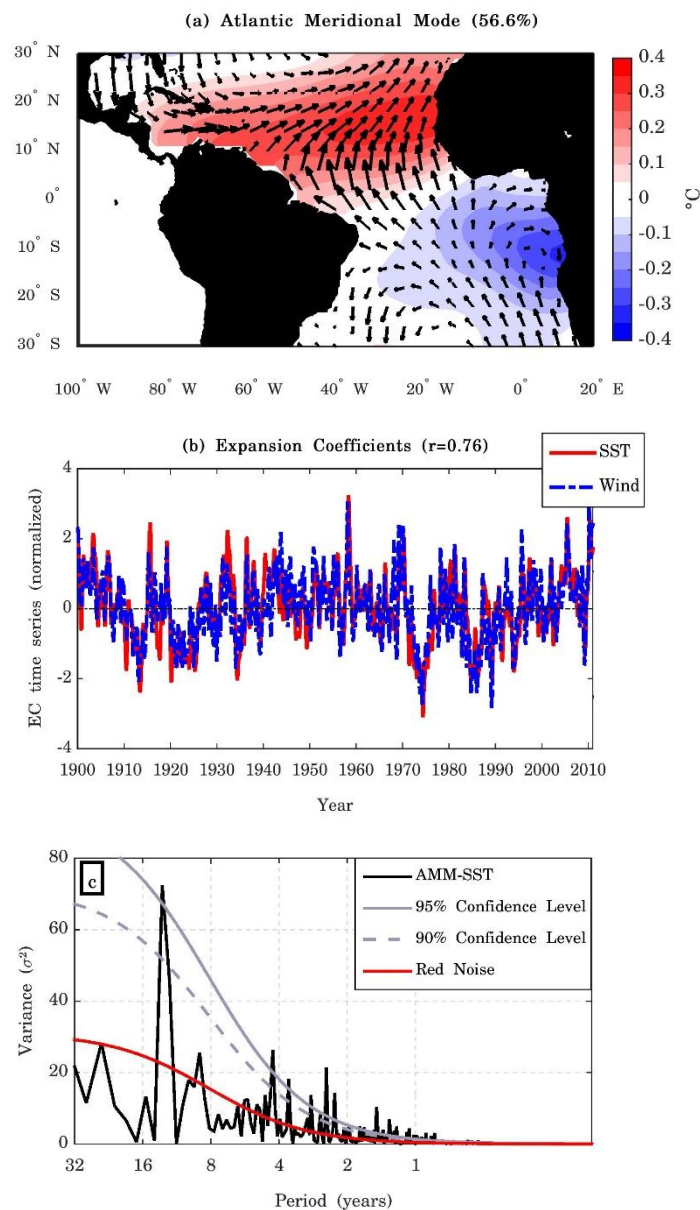 (a) Atlantic Meridional Mode (56.6%)
30° N
20° N
10° N
0°
10° S
20° S
30° S
100° W 80° W 60° W 40° W 20° W 0° 20° E
0.4
0.3
0.2
0.1
0
-0.1
-0.2
-0.3
-0.4
°C
(b) Expansion Coefficients (r=0.76)
SST
Wind
EC time series (normalized)
4
2
0
-2
-4
1900 1910 1920 1930 1940 1950 1960 1970 1980 1990 2000 2010
Year
c
AMM-SST
95% Confidence Level
90% Confidence Level
Red Noise
Variance (σ²)
80
60
40
20
0
32 16 8 4 2 1
Period (years)